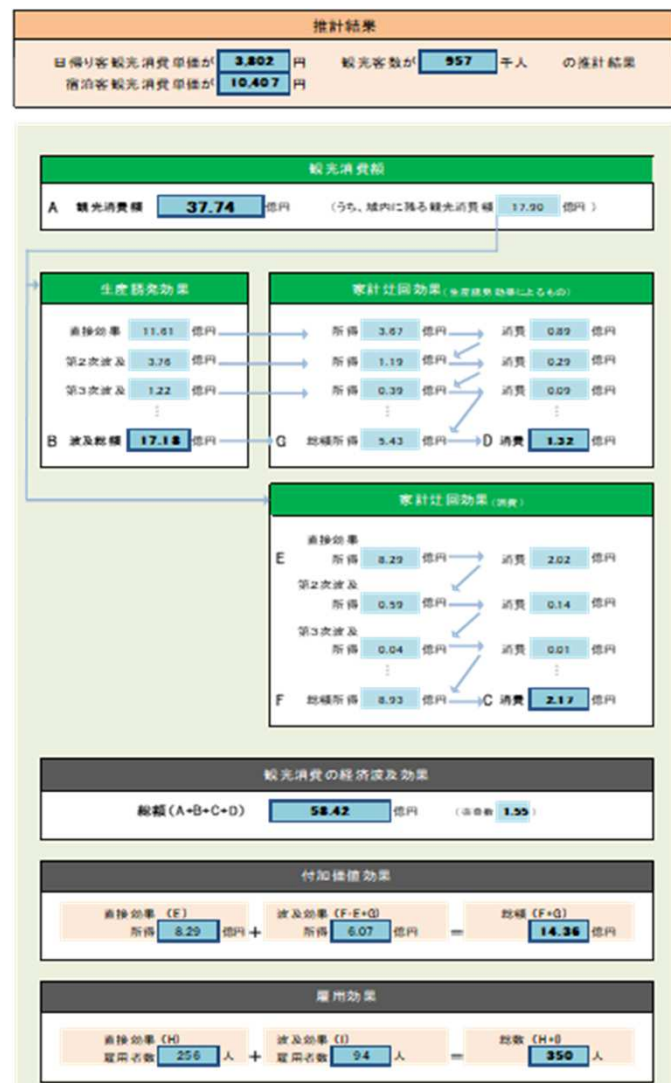 推計結果
日帰り客観光消費単価が 3,802 円 観光客数が 957 千人 の推計結果
宿泊客観光消費単価が 10,407 円
観光消費額
A 観光消費額 37.74 億円 (うち、域内に残る観光消費額 17.90 億円 )
生産誘発効果
直接効果 11.61 億円
第2次波及 3.76 億円
第3次波及 1.22 億円
⋮
B 波及総額 17.18 億円
家計迂回効果(生産誘発効果によるもの)
所得 3.67 億円 消費 0.89 億円
所得 1.19 億円 消費 0.29 億円
所得 0.39 億円 消費 0.09 億円
⋮ ⋮
G 総額所得 5.43 億円 D 消費 1.32 億円
家計迂回効果(消費)
直接効果
E 所得 8.29 億円 消費 2.02 億円
第2次波及
所得 0.59 億円 消費 0.14 億円
第3次波及
所得 0.04 億円 消費 0.01 億円
⋮ ⋮
F 総額所得 8.93 億円 C 消費 2.17 億円
観光消費の経済波及効果
総額(A+B+C+D) 58.42 億円 (乗数 1.55 )
付加価値効果
直接効果 (E) 波及効果 (F-E+G) 総額 (F+G)
所得 8.29 億円 + 所得 6.07 億円 = 14.36 億円
雇用効果
直接効果 (H) 波及効果 (I) 総数 (H+I)
雇用者数 256 人 + 雇用者数 94 人 = 350 人